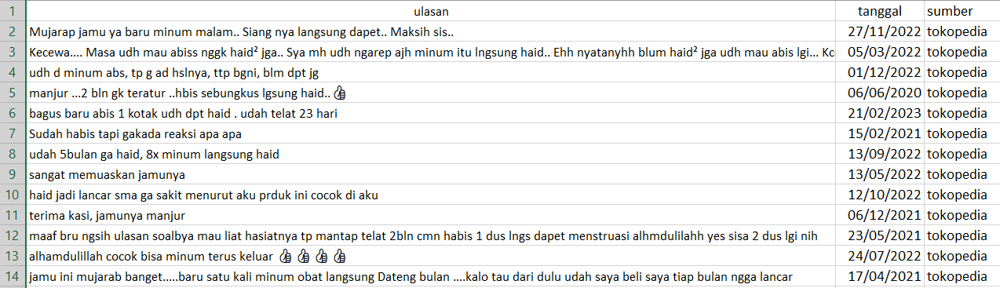 1 ulasan tanggal sumber
2 Mujarap jamu ya baru minum malam.. Siang nya langsung dapet.. Maksih sis.. 27/11/2022 tokopedia
3 Kecewa.... Masa udh mau abiss nggk haid² jga.. Sya mh udh ngarep ajh minum itu lngsung haid.. Ehh nyatanyhh blum haid² jga udh mau abis lgi... Kc 05/03/2022 tokopedia
4 udh d minum abs, tp g ad hslnya, ttp bgni, blm dpt jg 01/12/2022 tokopedia
5 manjur ...2 bln gk teratur ..hbis sebungkus lgsung haid.. 👍 06/06/2020 tokopedia
6 bagus baru abis 1 kotak udh dpt haid . udah telat 23 hari 21/02/2023 tokopedia
7 Sudah habis tapi gakada reaksi apa apa 15/02/2021 tokopedia
8 udah 5bulan ga haid, 8x minum langsung haid 13/09/2022 tokopedia
9 sangat memuaskan jamunya 13/05/2022 tokopedia
10 haid jadi lancar sma ga sakit menurut aku prduk ini cocok di aku 12/10/2022 tokopedia
11 terima kasi, jamunya manjur 06/12/2021 tokopedia
12 maaf bru ngsih ulasan soalbya mau liat hasiatnya tp mantap telat 2bln cmn habis 1 dus lngs dapet menstruasi alhmdulilahh yes sisa 2 dus lgi nih 23/05/2021 tokopedia
13 alhamdulillah cocok bisa minum terus keluar 👍 👍 👍 👍 24/07/2022 tokopedia
14 jamu ini mujarab banget.....baru satu kali minum obat langsung Dateng bulan ....kalo tau dari dulu udah saya beli saya tiap bulan ngga lancar 17/04/2021 tokopedia